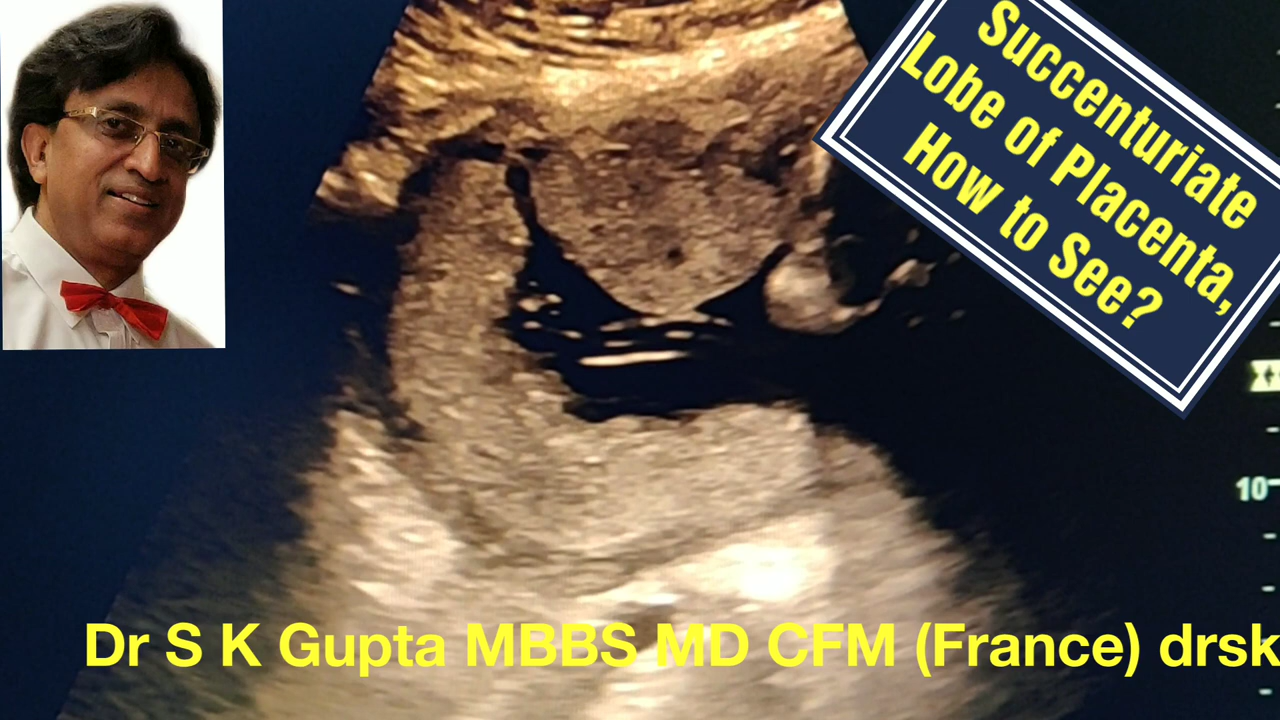 Succenturiate
Lobe of Placenta,
How to See?
10
Dr S K Gupta MBBS MD CFM (France) drsk